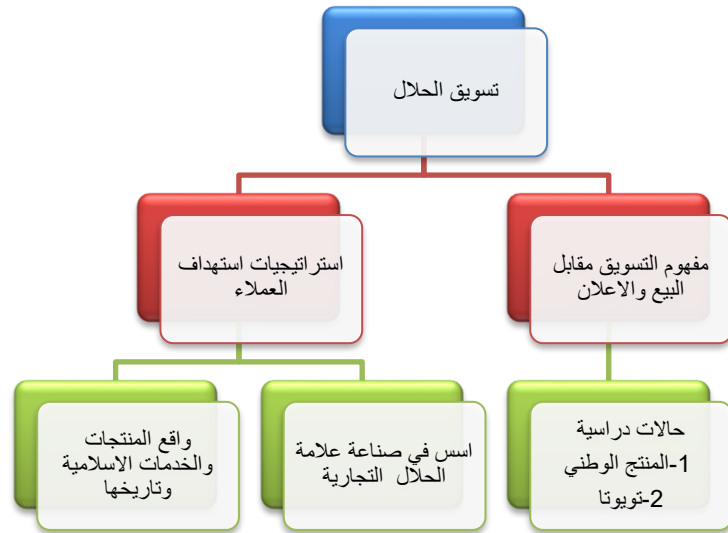 تسويق الحلال
مفهوم التسويق مقابل
البيع والاعلان
استراتيجيات استهداف
العملاء
حالات دراسية
1-المنتج الوطني
2-تويوتا
اسس في صناعة علامة
الحلال التجارية
واقع المنتجات
والخدمات الاسلامية
وتاريخها